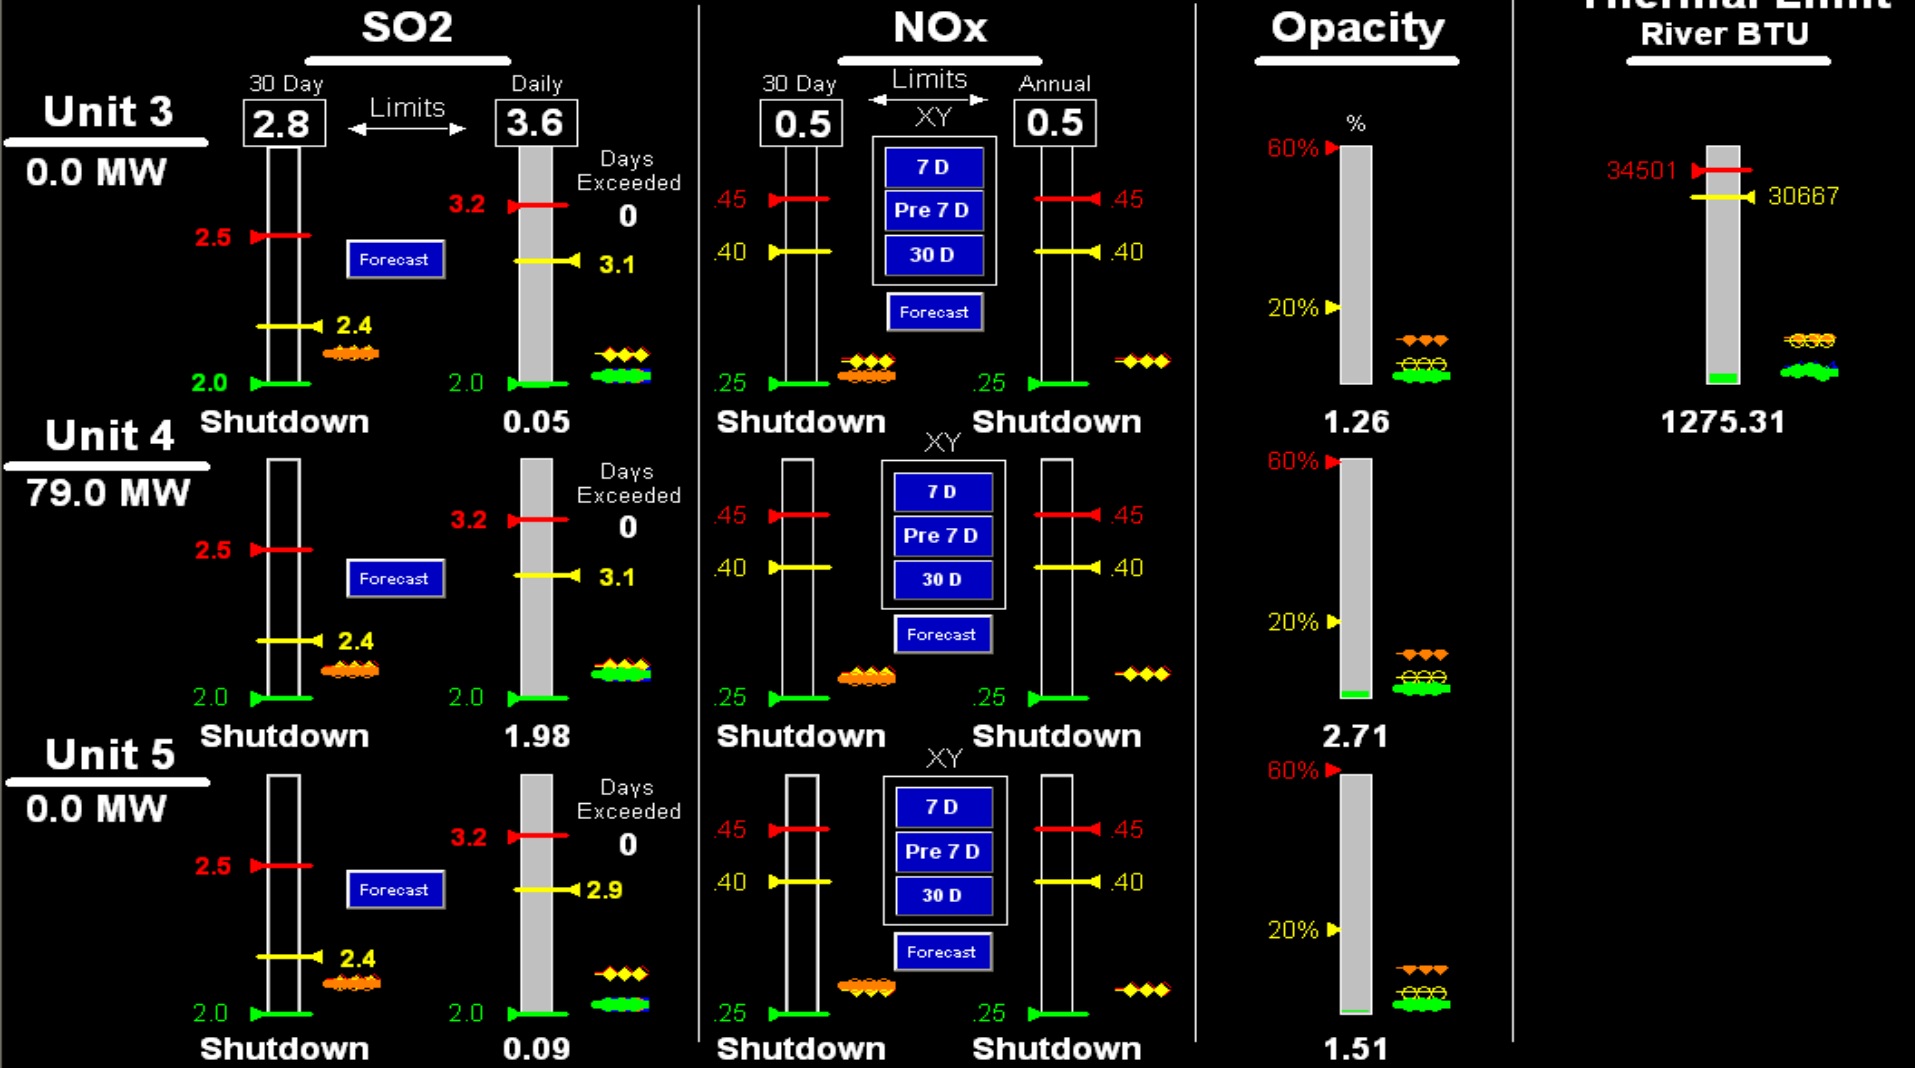 SO2
NOx
Opacity
Thermal Limit
River BTU
30 Day
Daily
30 Day
Limits
Annual
Unit 3
2.8
Limits
3.6
0.5
XY
0.5
%
0.0 MW
Days
Exceeded
0
7 D
60%
34501
30667
3.2
.45
Pre 7 D
.45
2.5
Forecast
3.1
.40
30 D
.40
2.4
Forecast
20%
2.0
2.0
.25
.25
Shutdown
0.05
Shutdown
Shutdown
1.26
1275.31
Unit 4
XY
79.0 MW
Days
Exceeded
0
7 D
60%
3.2
.45
Pre 7 D
.45
2.5
Forecast
3.1
.40
30 D
.40
2.4
Forecast
20%
2.0
2.0
.25
.25
Shutdown
1.98
Shutdown
Shutdown
2.71
Unit 5
XY
0.0 MW
Days
Exceeded
0
7 D
60%
3.2
.45
Pre 7 D
.45
2.5
Forecast
2.9
.40
30 D
.40
2.4
Forecast
20%
2.0
2.0
.25
.25
Shutdown
0.09
Shutdown
Shutdown
1.51